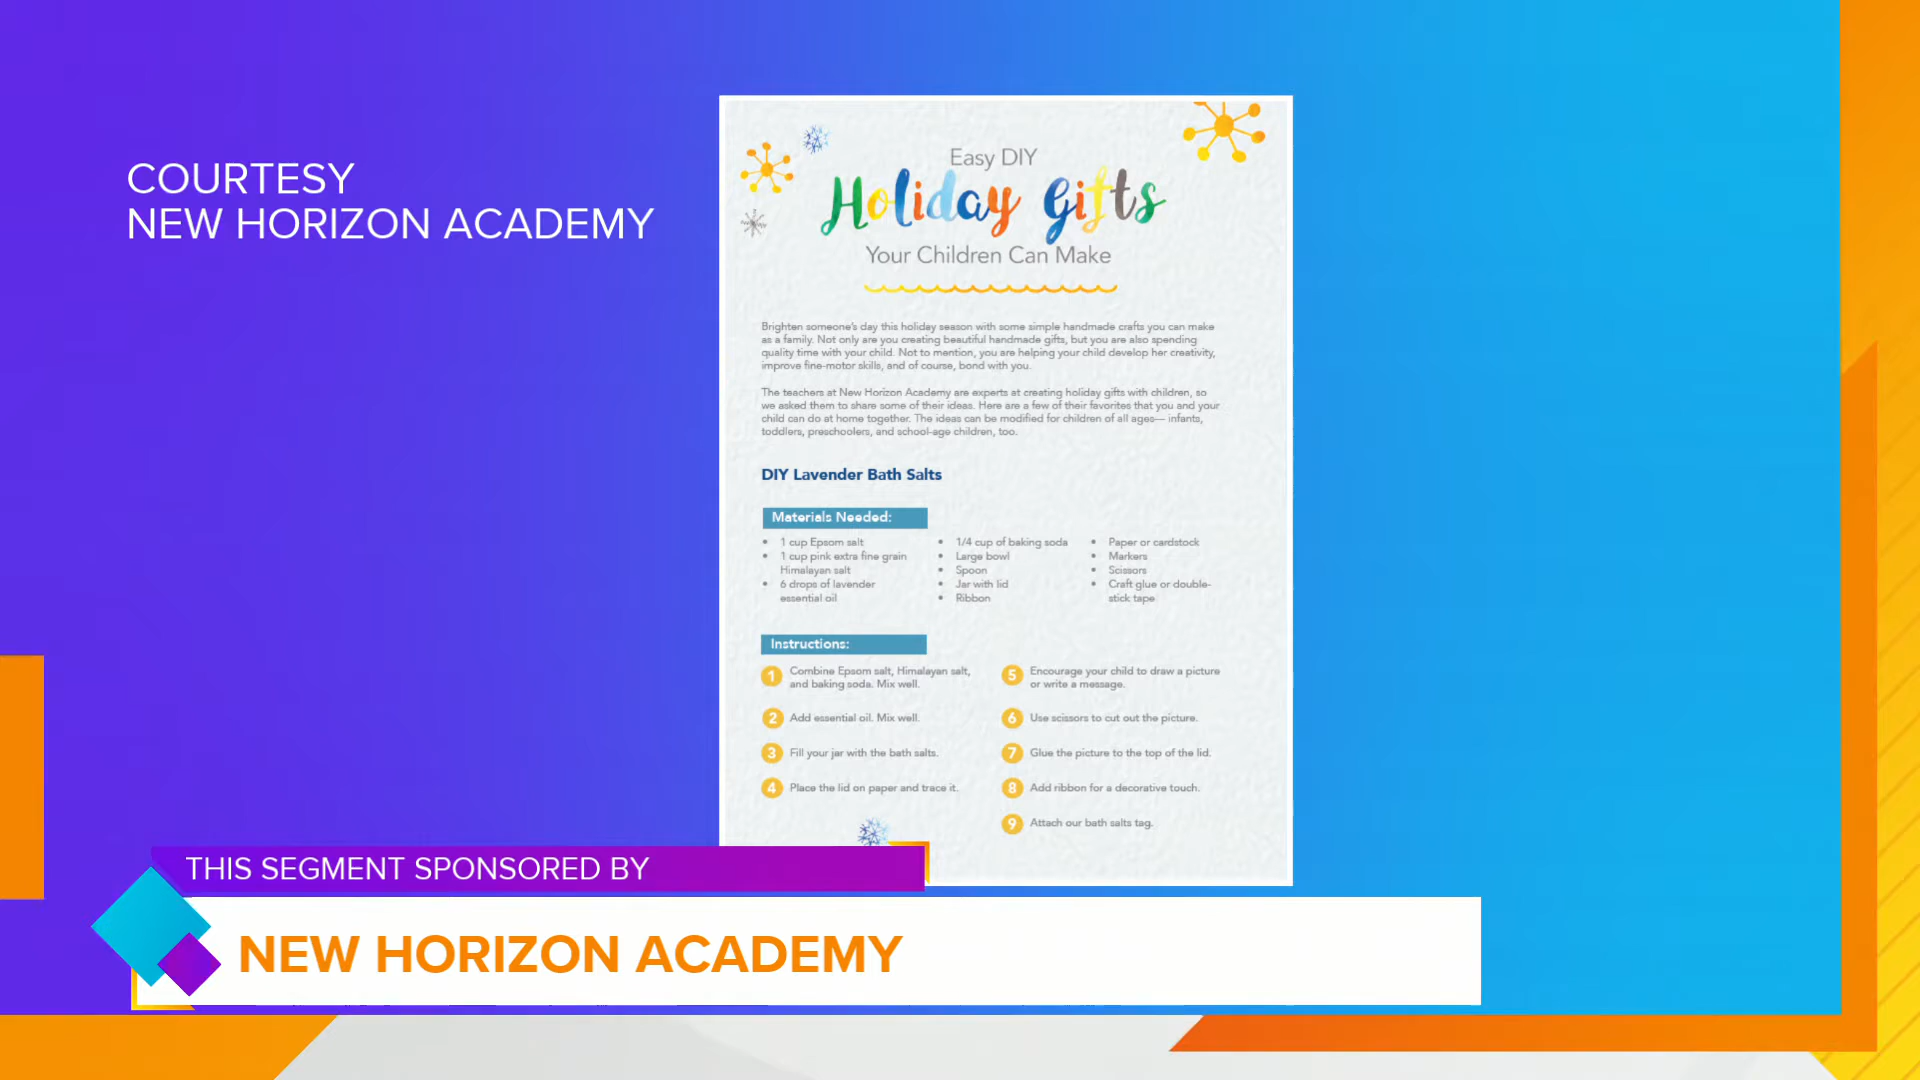 COURTESY
NEW HORIZON ACADEMY
Easy DIY
Holiday Gifts
Your Children Can Make
Brighten someone's day this holiday season with some simple handmade crafts you can make
as a family. Not only are you creating beautiful handmade gifts, but you are also spending
quality time with your child. Not to mention, you are helping your child develop her creativity,
improve fine-motor skills, and of course, bond with you.
The teachers at New Horizon Academy are experts at creating holiday gifts with children, so
we asked them to share some of their ideas. Here are a few of their favorites that you and your
child can do at home together. The ideas can be modified for children of all ages— infants,
toddlers, preschoolers, and school-age children, too.
DIY Lavender Bath Salts
Materials Needed:
• 1 cup Epsom salt
• 1 cup pink extra fine grain
Himalayan salt
• 6 drops of lavender
essential oil
• 1/4 cup of baking soda
• Large bowl
• Spoon
• Jar with lid
• Ribbon
• Paper or cardstock
• Markers
• Scissors
• Craft glue or double-
stick tape
Instructions:
1 Combine Epsom salt, Himalayan salt,
and baking soda. Mix well.
2 Add essential oil. Mix well.
3 Fill your jar with the bath salts.
4 Place the lid on paper and trace it.
5 Encourage your child to draw a picture
or write a message.
6 Use scissors to cut out the picture.
7 Glue the picture to the top of the lid.
8 Add ribbon for a decorative touch.
9 Attach our bath salts tag.
THIS SEGMENT SPONSORED BY
NEW HORIZON ACADEMY